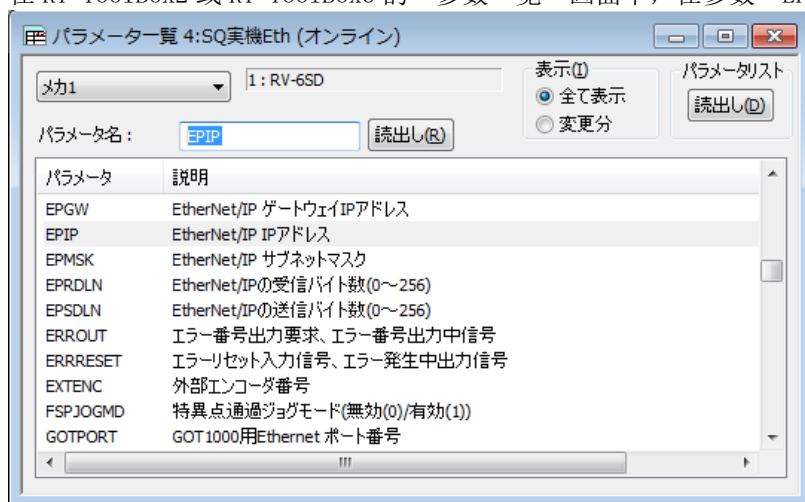 パラメータ一覧 4:SQ実機Eth (オンライン)
メカ1
1 : RV-6SD
表示(I)
全て表示
変更分
パラメータリスト
読出し(D)
パラメータ名 :
EPIP
読出し(R)
パラメータ 説明
EPGW EtherNet/IP ゲートウェイIPアドレス
EPIP EtherNet/IP IPアドレス
EPMSK EtherNet/IP サブネットマスク
EPRDLN EtherNet/IPの受信バイト数(0～256)
EPSDLN EtherNet/IPの送信バイト数(0～256)
ERROUT エラー番号出力要求、エラー番号出力中信号
ERRRESET エラーリセット入力信号、エラー発生中出力信号
EXTENC 外部エンコーダ番号
FSPJOGMD 特異点通過ジョグモード(無効(0)/有効(1))
GOTPORT GOT1000用Ethernet ポート番号